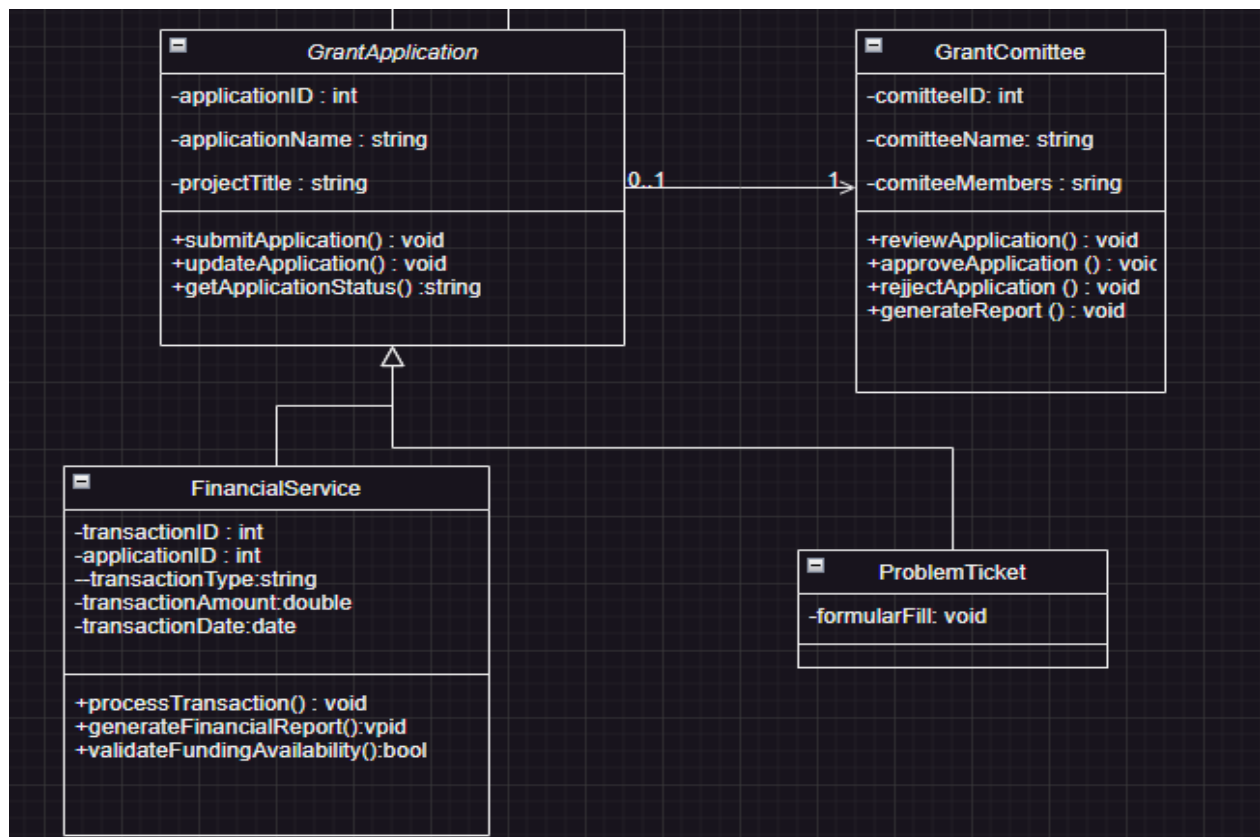 GrantApplication
-applicationID : int
-applicationName : string
-projectTitle : string
+submitApplication() : void
+updateApplication() : void
+getApplicationStatus() :string
0..1
1
GrantComittee
-comitteeID: int
-comitteeName: string
-comiteeMembers : sring
+reviewApplication() : void
+approveApplication () : voic
+rejjectApplication () : void
+generateReport () : void
FinancialService
-transactionID : int
-applicationID : int
--transactionType:string
-transactionAmount:double
-transactionDate:date
+processTransaction() : void
+generateFinancialReport():vpid
+validateFundingAvailability():bool
ProblemTicket
-formularFill: void